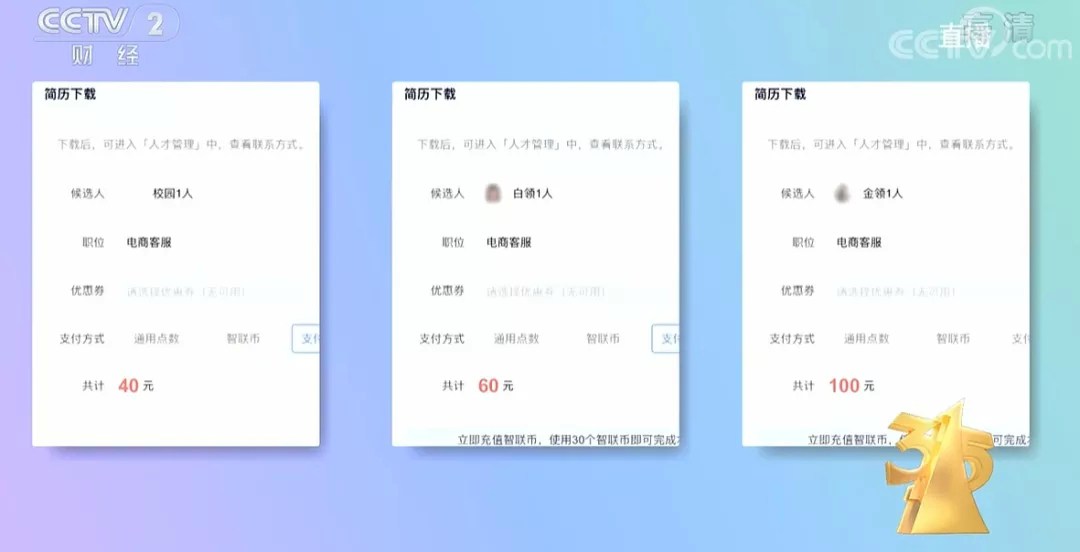 CCTV 2
财经
高清
直播
CCTV.com
简历下载
下载后，可进入「人才管理」中，查看联系方式。
候选人 校园1人
职位 电商客服
优惠券 请选择优惠券（无可用）
支付方式 通用点数 智联币 支付
共计 40 元
简历下载
下载后，可进入「人才管理」中，查看联系方式。
候选人 白领1人
职位 电商客服
优惠券 请选择优惠券（无可用）
支付方式 通用点数 智联币 支付
共计 60 元
立即充值智联币，使用30个智联币即可完成
简历下载
下载后，可进入「人才管理」中，查看联系方式。
候选人 金领1人
职位 电商客服
优惠券 请选择优惠券（无可用）
支付方式 通用点数 智联币 支
共计 100 元
立即充值智联币，
可完成
315